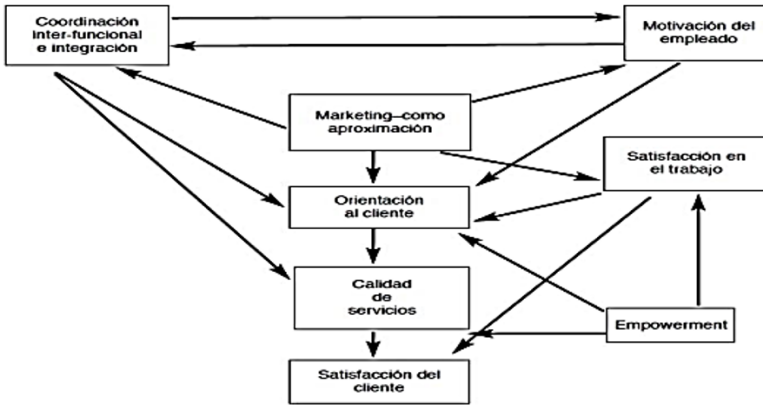 Coordinación
inter-funcional
e integración
Motivación del
empleado
Marketing–como
aproximación
Satisfacción en
el trabajo
Orientación
al cliente
Calidad
de
servicios
Empowerment
Satisfacción del
cliente